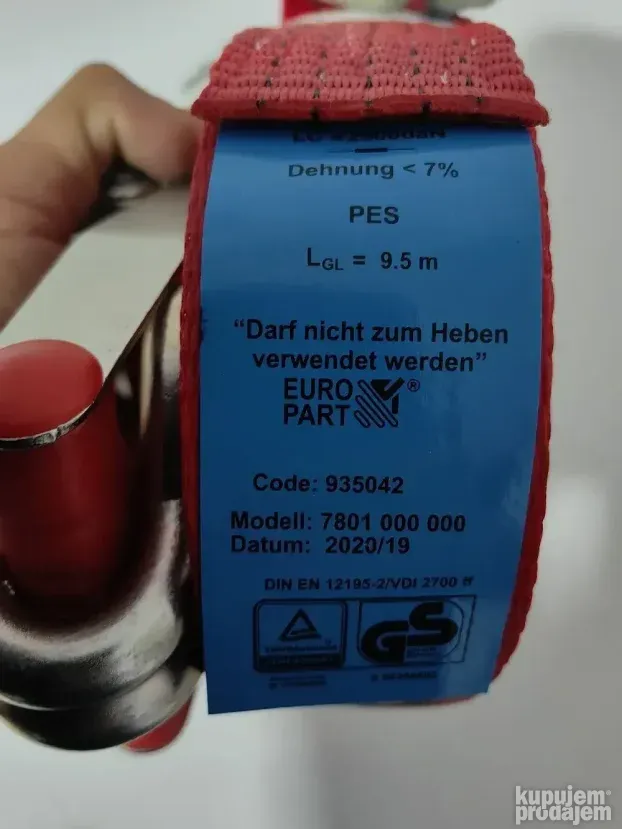 Dehnung < 7%
PES
LGL = 9.5 m
“Darf nicht zum Heben
verwendet werden”
EURO
PART ®
Code: 935042
Modell: 7801 000 000
Datum: 2020/19
DIN EN 12195-2/VDI 2700 ff
GS
kupujem
prodajem